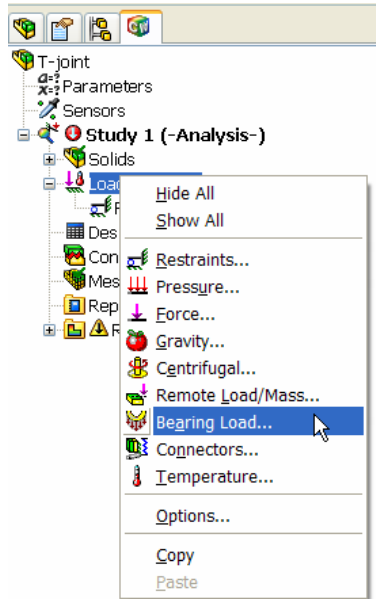 T-joint
Parameters
Sensors
Study 1 (-Analysis-)
Solids
Load
Hide All
Show All
Des
Con
Restraints...
Mes
Pressure...
Rep
Force...
Gravity...
Centrifugal...
Remote Load/Mass...
Bearing Load...
Connectors...
Temperature...
Options...
Copy
Paste